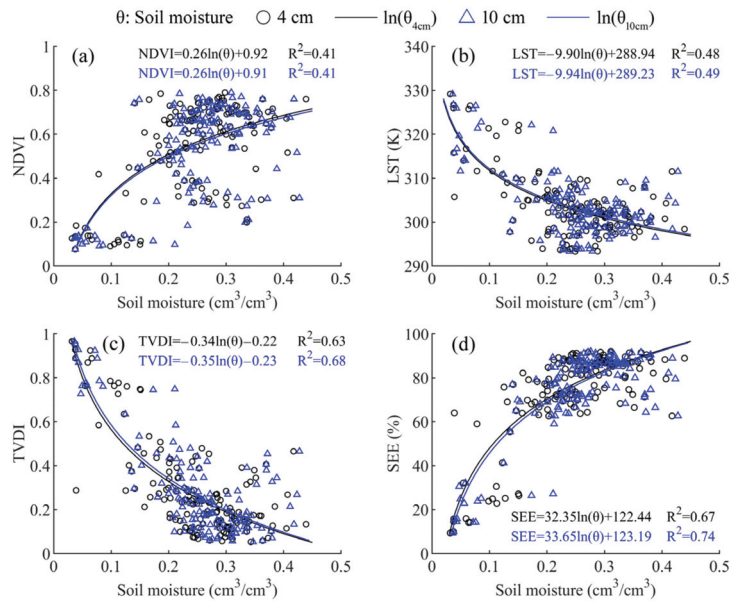 θ: Soil moisture 4 cm ln(θ4cm) 10 cm ln(θ10cm)
(a) NDVI=0.26ln(θ)+0.92 R²=0.41
NDVI=0.26ln(θ)+0.91 R²=0.41
1
0.8
0.6
0.4
0.2
0
NDVI
0 0.1 0.2 0.3 0.4 0.5
Soil moisture (cm³/cm³)
(b) LST=−9.90ln(θ)+288.94 R²=0.48
LST=−9.94ln(θ)+289.23 R²=0.49
340
330
320
310
300
290
LST (K)
0 0.1 0.2 0.3 0.4 0.5
Soil moisture (cm³/cm³)
(c) TVDI=−0.34ln(θ)−0.22 R²=0.63
TVDI=−0.35ln(θ)−0.23 R²=0.68
1
0.8
0.6
0.4
0.2
0
TVDI
0 0.1 0.2 0.3 0.4 0.5
Soil moisture (cm³/cm³)
(d)
100
80
60
40
20
0
SEE (%)
SEE=32.35ln(θ)+122.44 R²=0.67
SEE=33.65ln(θ)+123.19 R²=0.74
0 0.1 0.2 0.3 0.4 0.5
Soil moisture (cm³/cm³)